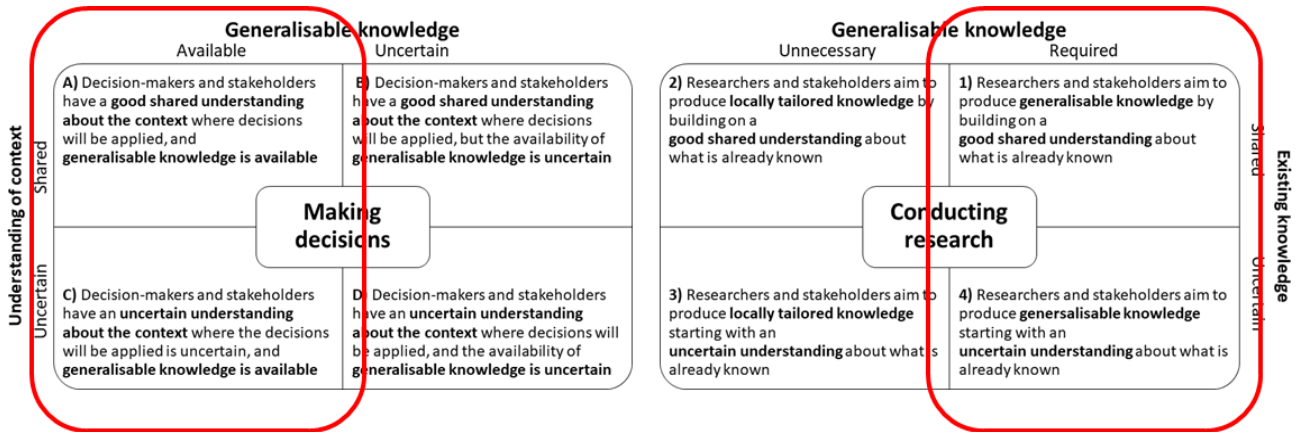 Generalisable knowledge
Available
Uncertain
Understanding of context
Shared
Uncertain
A) Decision-makers and stakeholders
have a good shared understanding
about the context where decisions
will be applied, and
generalisable knowledge is available
B) Decision-makers and stakeholders
have a good shared understanding
about the context where decisions
will be applied, but the availability of
generalisable knowledge is uncertain
Making
decisions
C) Decision-makers and stakeholders
have an uncertain understanding
about the context where the decisions
will be applied is uncertain, and
generalisable knowledge is available
D) Decision-makers and stakeholders
have an uncertain understanding
about the context where decisions will
be applied, and the availability of
generalisable knowledge is uncertain
Generalisable knowledge
Unnecessary
Required
2) Researchers and stakeholders aim to
produce locally tailored knowledge by
building on a
good shared understanding about
what is already known
1) Researchers and stakeholders aim to
produce generalisable knowledge by
building on a
good shared understanding about
what is already known
Conducting
research
3) Researchers and stakeholders aim to
produce locally tailored knowledge
starting with an
uncertain understanding about what is
already known
4) Researchers and stakeholders aim to
produce genersalisable knowledge
starting with an
uncertain understanding about what is
already known
Shared
Uncertain
Existing knowledge